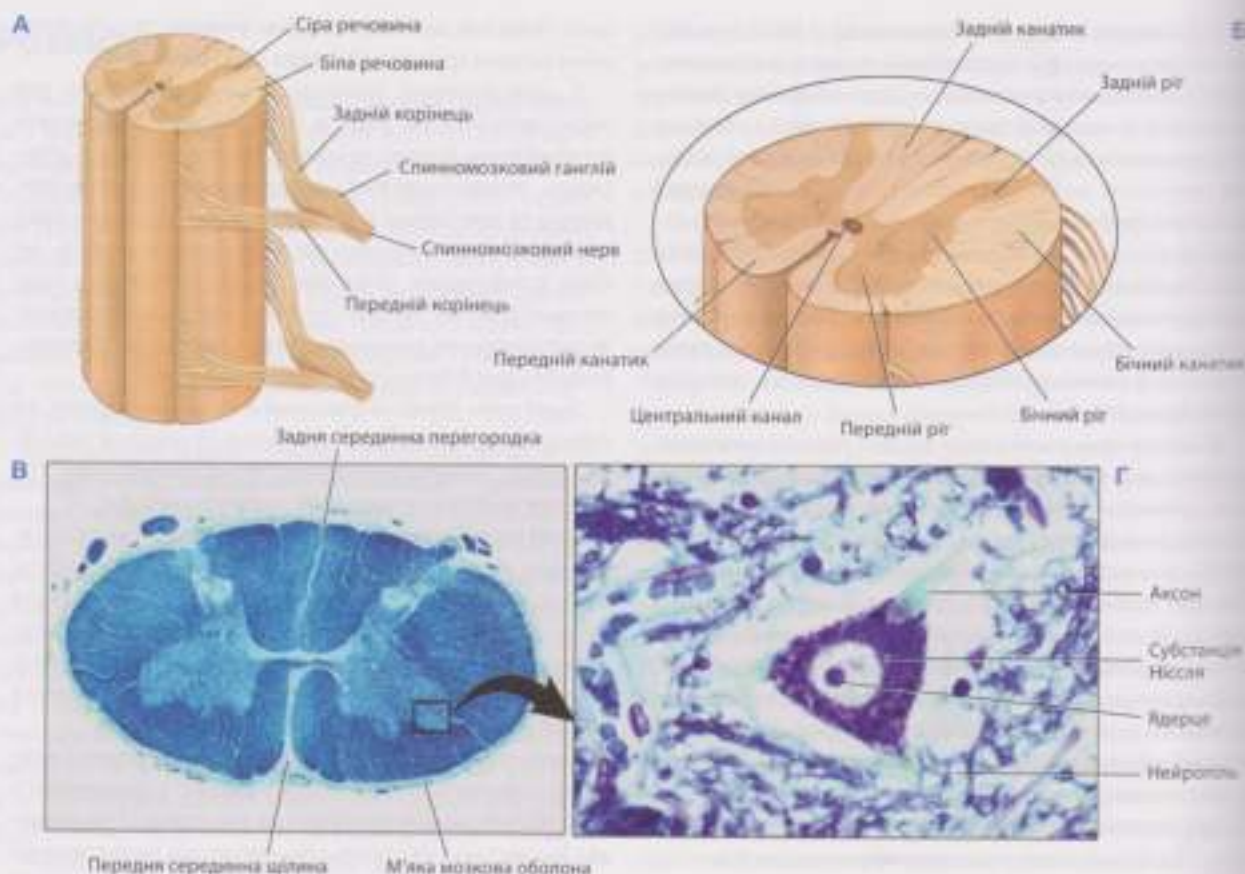 А
Сіра речовина
Біла речовина
Задній корінець
Спинномозковий ганглій
Спинномозковий нерв
Передній корінець
Задній канатик
Задній ріг
Передній канатик
Центральний канал
Передній ріг
Бічний ріг
Бічний канатик
В
Задня серединна перегородка
Передня серединна щілина
М'яка мозкова оболона
Г
Аксон
Субстанція
Ніссля
Ядерце
Нейропіль